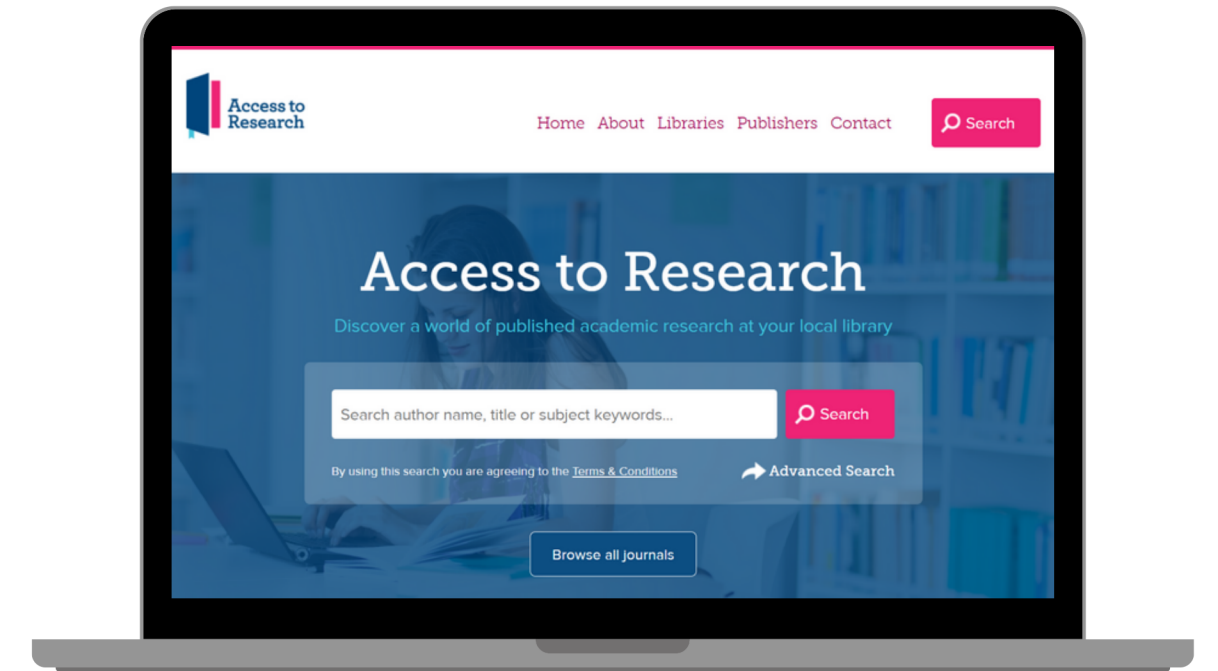 Access to
Research
Home About Libraries Publishers Contact
Search
Access to Research
Discover a world of published academic research at your local library
Search author name, title or subject keywords...
Search
By using this search you are agreeing to the Terms & Conditions
Advanced Search
Browse all journals